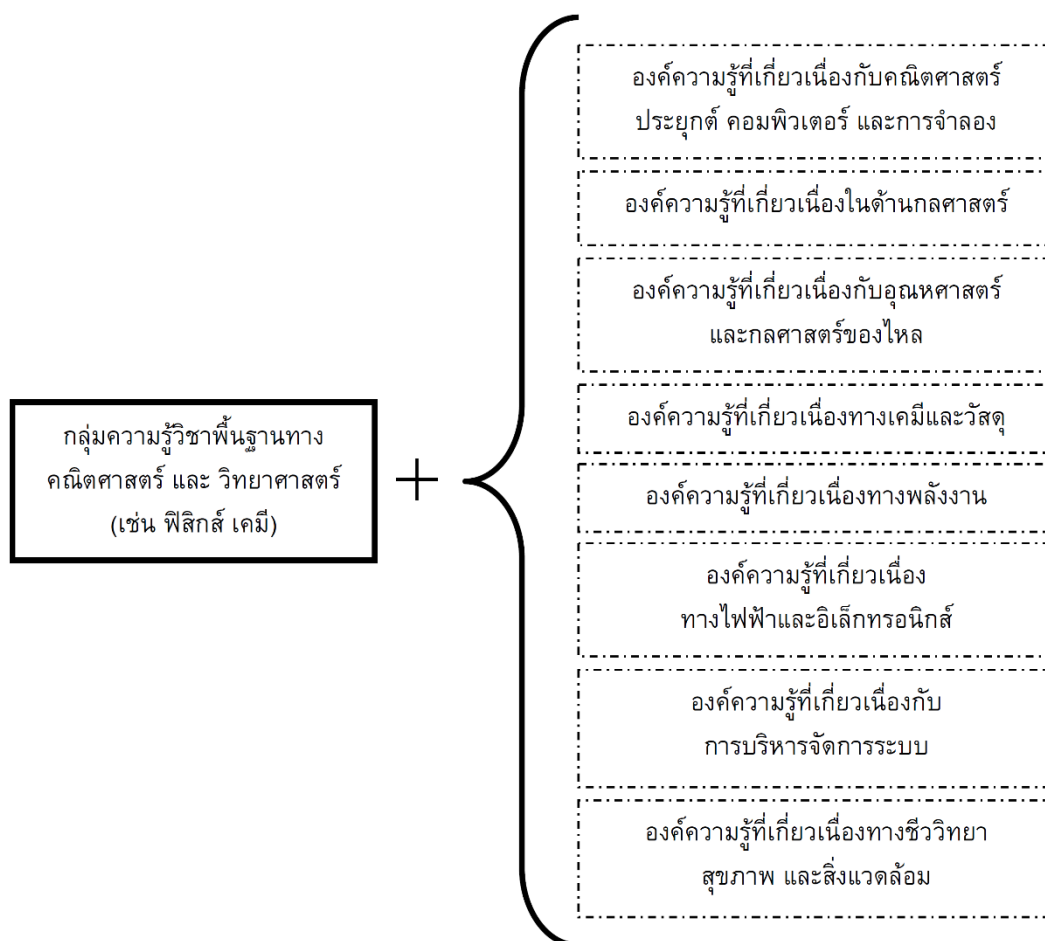 กลุ่มความรู้วิชาพื้นฐานทาง
คณิตศาสตร์ และ วิทยาศาสตร์
(เช่น ฟิสิกส์ เคมี)
+
องค์ความรู้ที่เกี่ยวเนื่องกับคณิตศาสตร์
ประยุกต์ คอมพิวเตอร์ และการจำลอง
องค์ความรู้ที่เกี่ยวเนื่องในด้านกลศาสตร์
องค์ความรู้ที่เกี่ยวเนื่องกับอุณหศาสตร์
และกลศาสตร์ของไหล
องค์ความรู้ที่เกี่ยวเนื่องทางเคมีและวัสดุ
องค์ความรู้ที่เกี่ยวเนื่องทางพลังงาน
องค์ความรู้ที่เกี่ยวเนื่อง
ทางไฟฟ้าและอิเล็กทรอนิกส์
องค์ความรู้ที่เกี่ยวเนื่องกับ
การบริหารจัดการระบบ
องค์ความรู้ที่เกี่ยวเนื่องทางชีววิทยา
สุขภาพ และสิ่งแวดล้อม